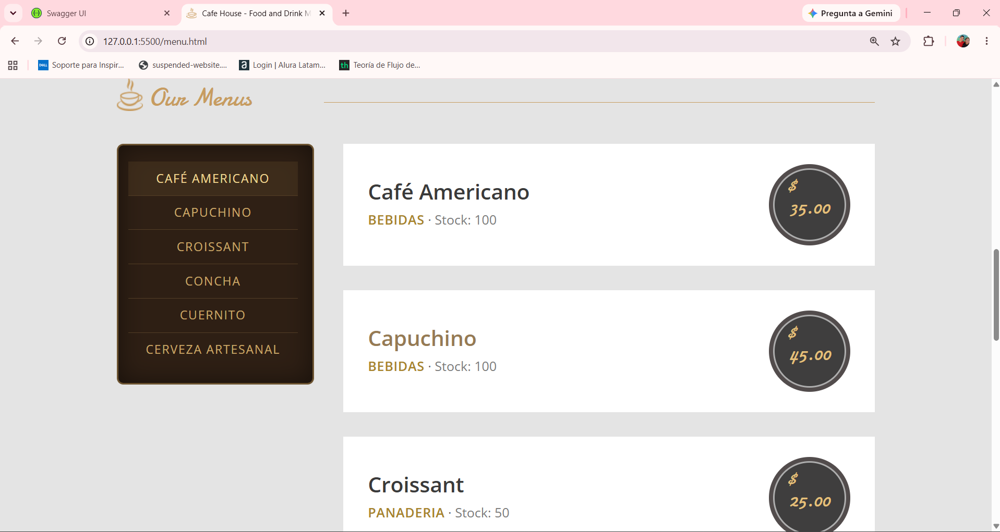 Swagger UI
Cafe House - Food and Drink M
Pregunta a Gemini
127.0.0.1:5500/menu.html
DELL
Soporte para Inspir...
suspended-website....
a
Login | Alura Latam...
th
Teoría de Flujo de...
Our Menus
CAFÉ AMERICANO
CAPUCHINO
CROISSANT
CONCHA
CUERNITO
CERVEZA ARTESANAL
Café Americano
BEBIDAS · Stock: 100
$
35.00
Capuchino
BEBIDAS · Stock: 100
$
45.00
Croissant
PANADERIA · Stock: 50
$
25.00